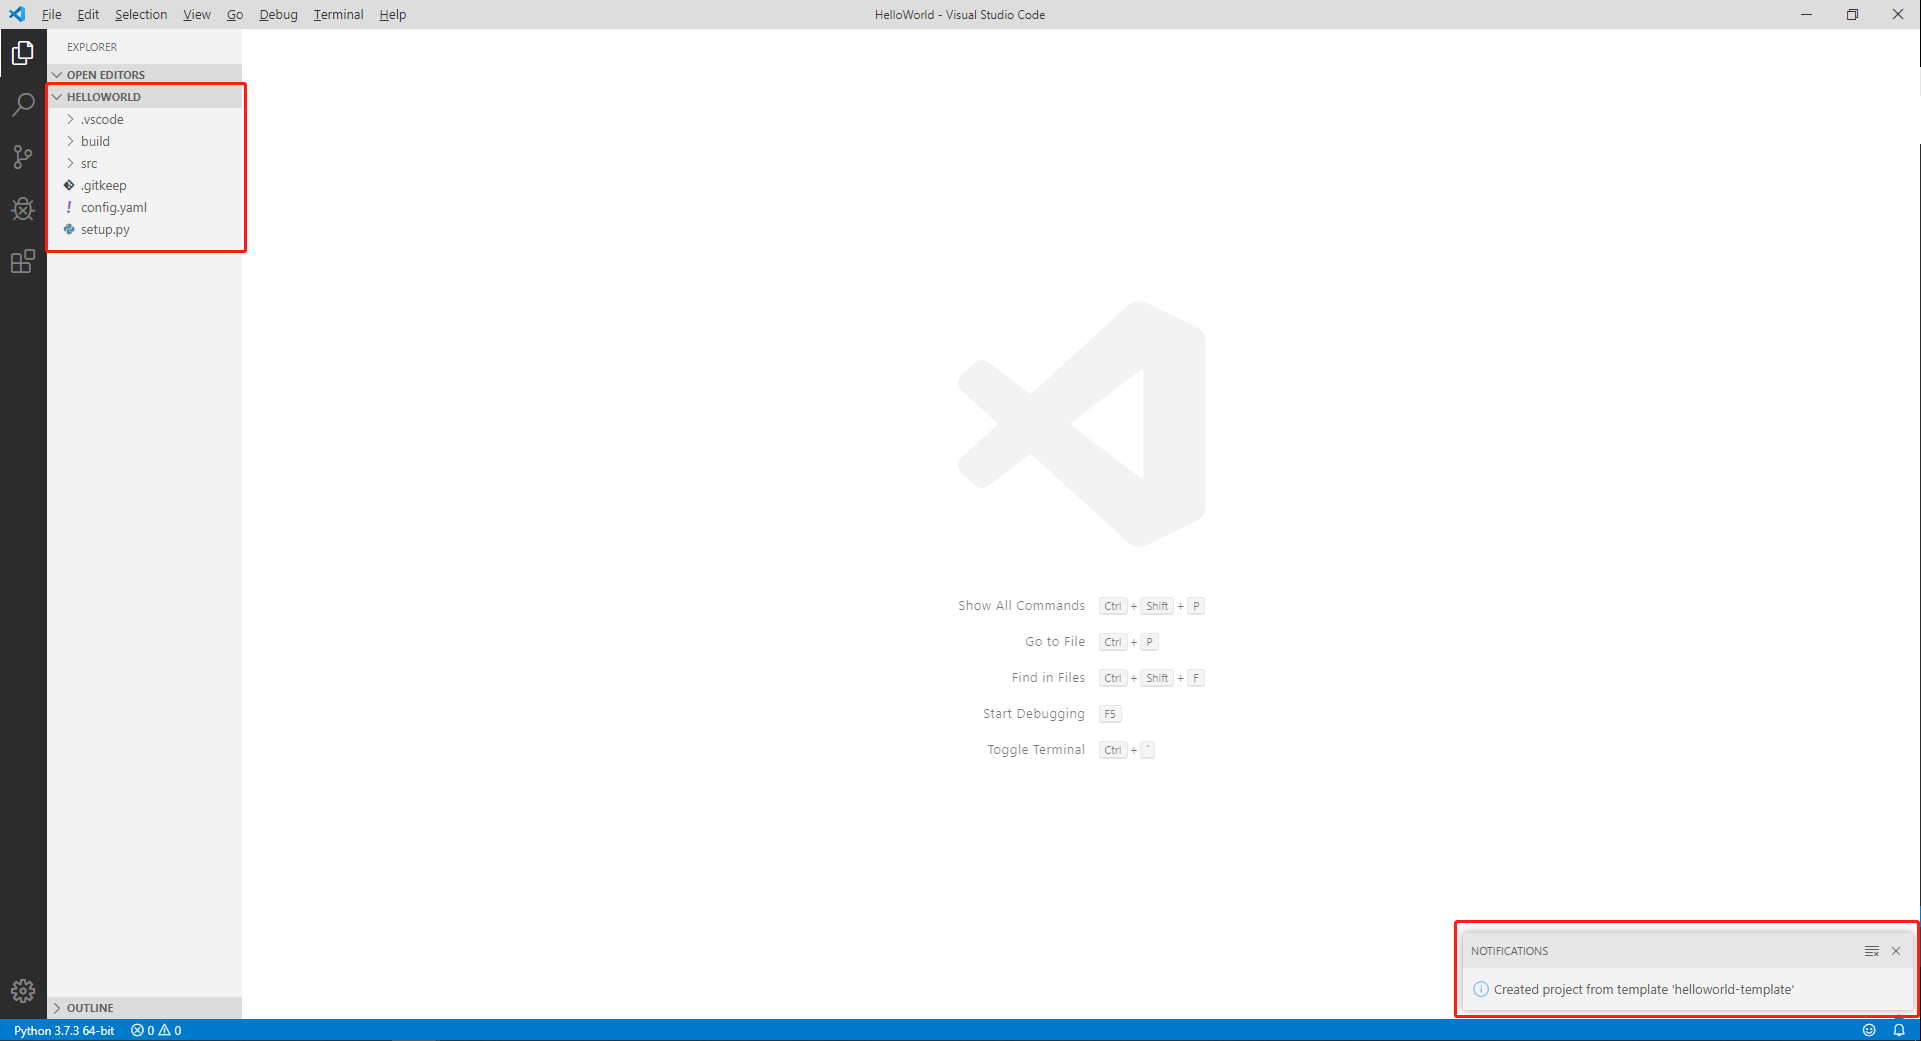 File Edit Selection View Go Debug Terminal Help
HelloWorld - Visual Studio Code
EXPLORER
OPEN EDITORS
HELLOWORLD
.vscode
build
src
.gitkeep
! config.yaml
setup.py
Show All Commands Ctrl + Shift + P
Go to File Ctrl + P
Find in Files Ctrl + Shift + F
Start Debugging F5
Toggle Terminal Ctrl + `
NOTIFICATIONS
Created project from template 'helloworld-template'
OUTLINE
Python 3.7.3 64-bit 0 0